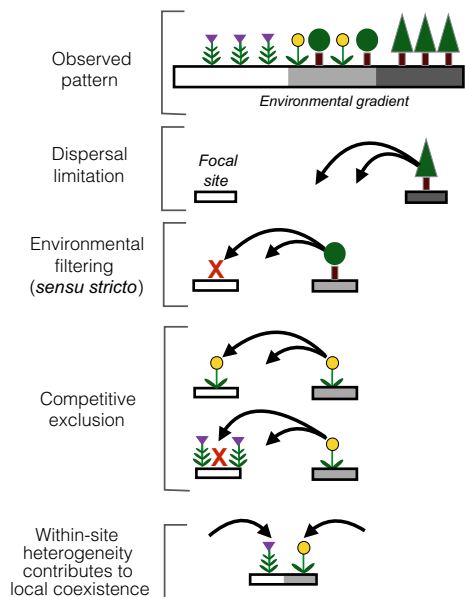 Observed
pattern
Environmental gradient
Dispersal
limitation
Focal
site
Environmental
filtering
(sensu stricto)
X
Competitive
exclusion
X
Within-site
heterogeneity
contributes to
local coexistence